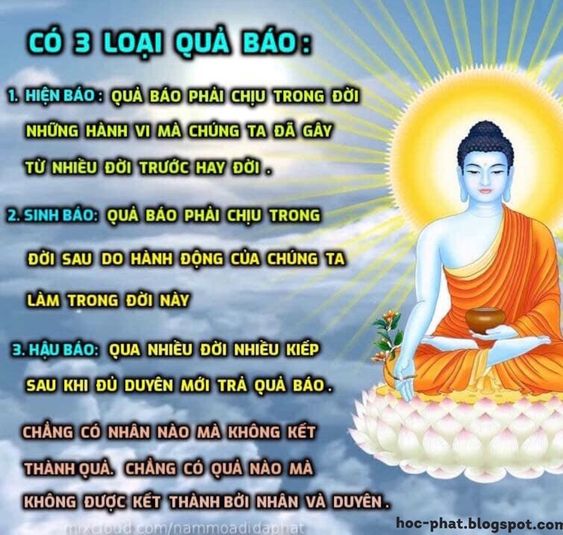 CÓ 3 LOẠI QUẢ BÁO :
1. HIỆN BÁO : QUẢ BÁO PHẢI CHỊU TRONG ĐỜI
NHỮNG HÀNH VI MÀ CHÚNG TA ĐÃ GÂY
TỪ NHIỀU ĐỜI TRƯỚC HAY ĐỜI .
2. SINH BÁO: QUẢ BÁO PHẢI CHỊU TRONG
ĐỜI SAU DO HÀNH ĐỘNG CỦA CHÚNG TA
LÀM TRONG ĐỜI NÀY
3. HẬU BÁO: QUA NHIỀU ĐỜI NHIỀU KIẾP
SAU KHI ĐỦ DUYÊN MỚI TRẢ QUẢ BÁO .
CHẲNG CÓ NHÂN NÀO MÀ KHÔNG KẾT
THÀNH QUẢ. CHẲNG CÓ QUẢ NÀO MÀ
KHÔNG ĐƯỢC KẾT THÀNH BỞI NHÂN VÀ DUYÊN .
mixcloud.com/nammoadidaphat
hoc-phat.blogspot.com